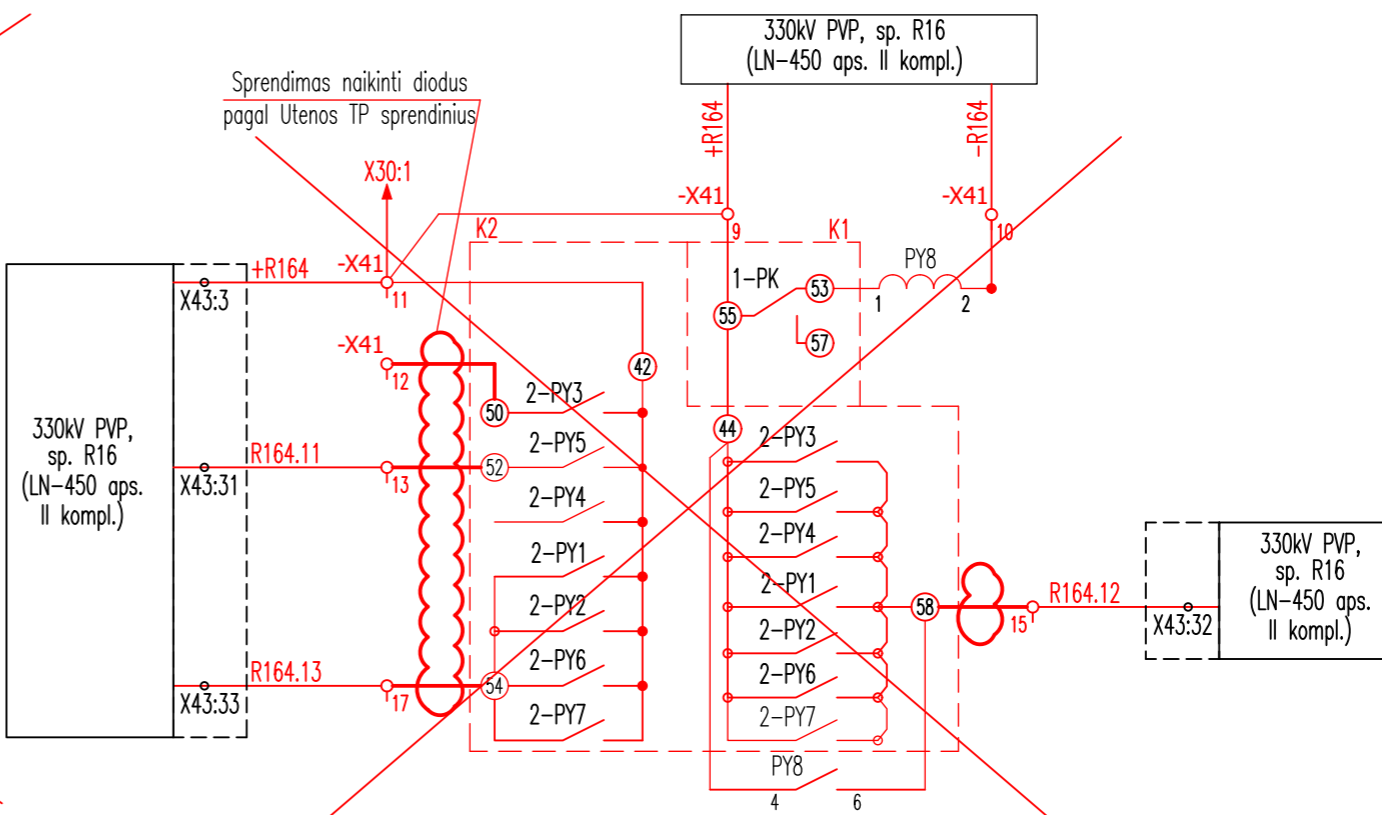 330kV PVP, sp. R16
(LN-450 aps. II kompl.)
Sprendimas naikinti diodus
pagal Utenos TP sprendinius
+R164
-R164
X30:1
-X41
9
-X41
10
K2
K1
+R164
-X41
X43:3
11
1-PK
53
PY8
1
2
55
57
-X41
12
42
50
2-PY3
44
330kV PVP,
sp. R16
(LN-450 aps.
II kompl.)
R164.11
X43:31
13
52
2-PY5
2-PY4
2-PY1
2-PY2
2-PY6
2-PY7
R164.13
X43:33
17
54
2-PY3
2-PY5
2-PY4
2-PY1
2-PY2
2-PY6
2-PY7
PY8
4
6
58
15
R164.12
X43:32
330kV PVP,
sp. R16
(LN-450 aps.
II kompl.)